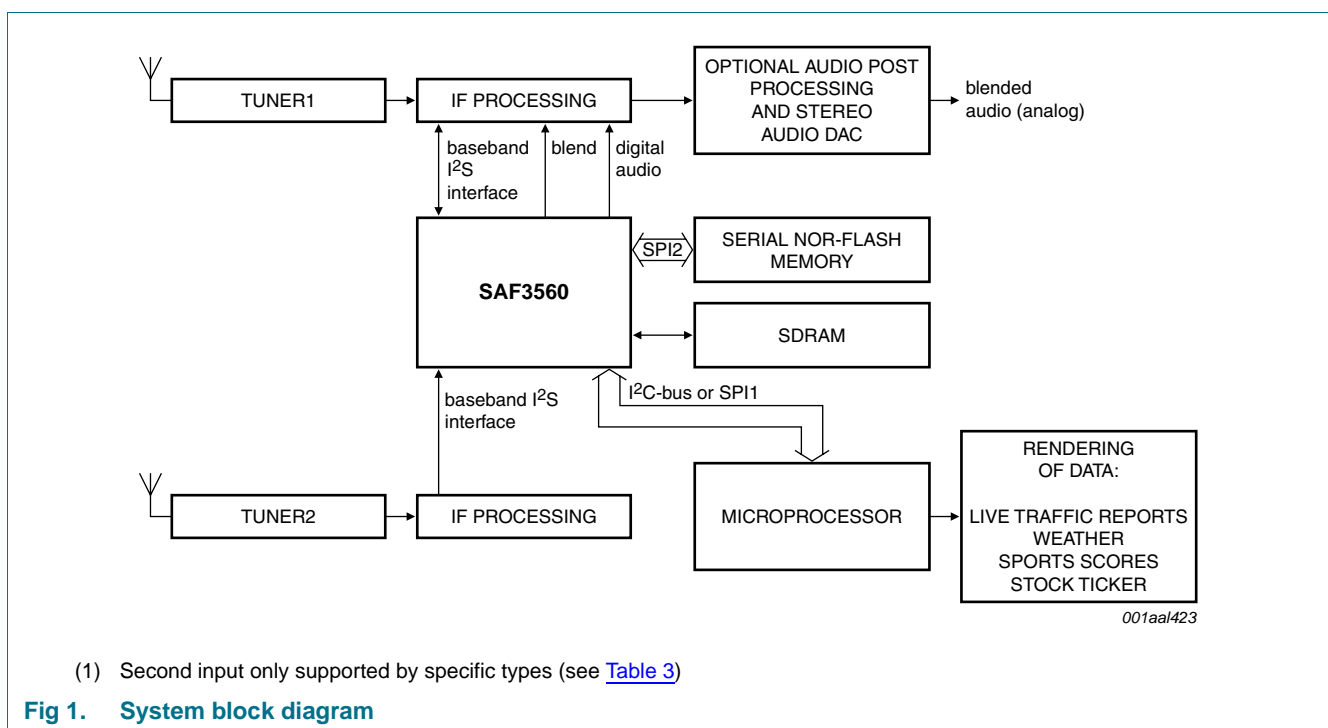 TUNER1
IF PROCESSING
OPTIONAL AUDIO POST
PROCESSING
AND STEREO
AUDIO DAC
blended
audio (analog)
baseband
I2S
interface
blend
digital
audio
SAF3560
SPI2
SERIAL NOR-FLASH
MEMORY
SDRAM
baseband I2S
interface
I2C-bus or SPI1
TUNER2
IF PROCESSING
MICROPROCESSOR
RENDERING
OF DATA:
LIVE TRAFFIC REPORTS
WEATHER
SPORTS SCORES
STOCK TICKER
001aal423
(1) Second input only supported by specific types (see Table 3)
Fig 1. System block diagram